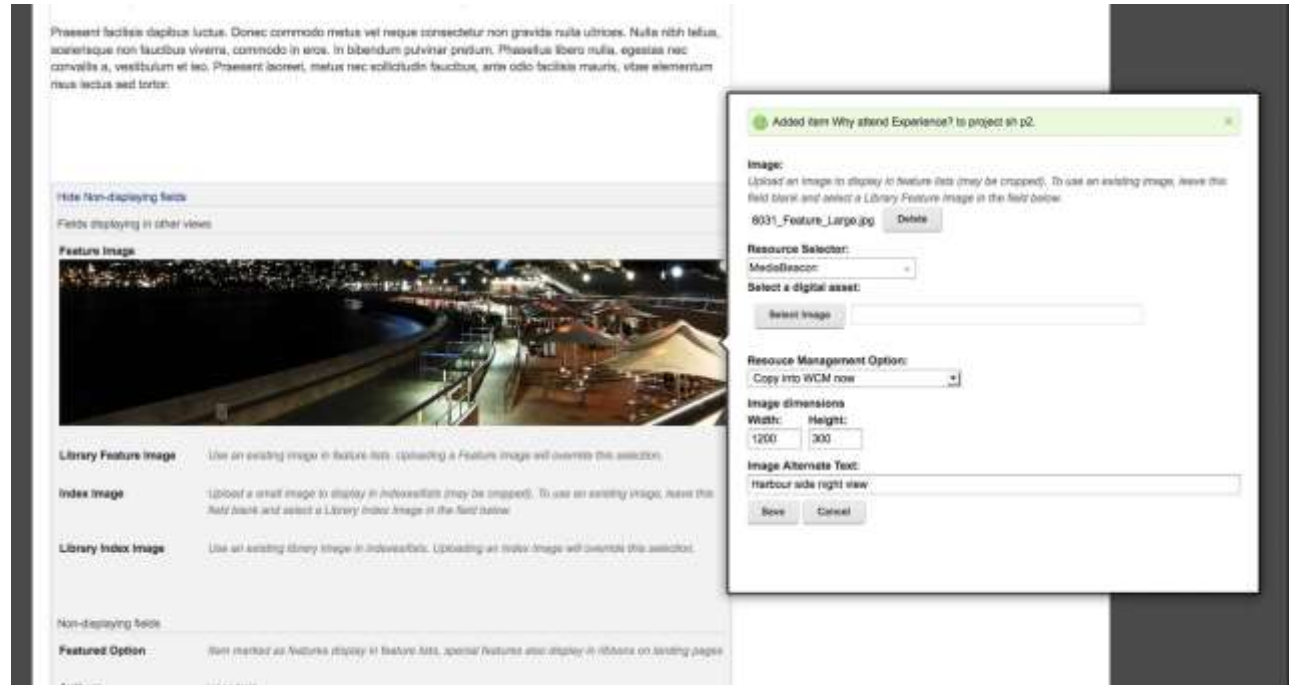 Praesent facilisis dapibus luctus. Donec commodo metus vel neque consectetur non gravida nulla ultrices. Nulla nibh tellus,
scelerisque non faucibus viverra, commodo in eros. In bibendum pulvinar pretium. Phasellus libero nulla, egestas nec
convallis a, vestibulum et leo. Praesent laoreet, metus nec sollicitudin faucibus, ante odio facilisis mauris, vitae elementum
risus lectus sed tortor.
Hide Non-displaying fields
Fields displaying in other views
Feature Image
Library Feature Image
Use an existing image in feature lists. Uploading a Feature image will override this selection.
Index Image
Upload a small image to display in indexes/lists (may be cropped). To use an existing image, leave this
field blank and select a Library Index Image in the field below.
Library Index Image
Use an existing library image in indexes/lists. Uploading an Index Image will override this selection.
Non-displaying fields
Featured Option
Item marked as features display in feature lists, special features also display in ribbons on landing pages
Added item Why attend Experience? to project sh p2.
Image:
Upload an image to display in feature lists (may be cropped). To use an existing image, leave this
field blank and select a Library Feature Image in the field below.
6031_Feature_Large.jpg
Delete
Resource Selector:
MediaBeacon
Select a digital asset:
Select Image
Resouce Management Option:
Copy into WCM now
Image dimensions
Width: Height:
1200 300
Image Alternate Text:
Harbour side night view
Save Cancel